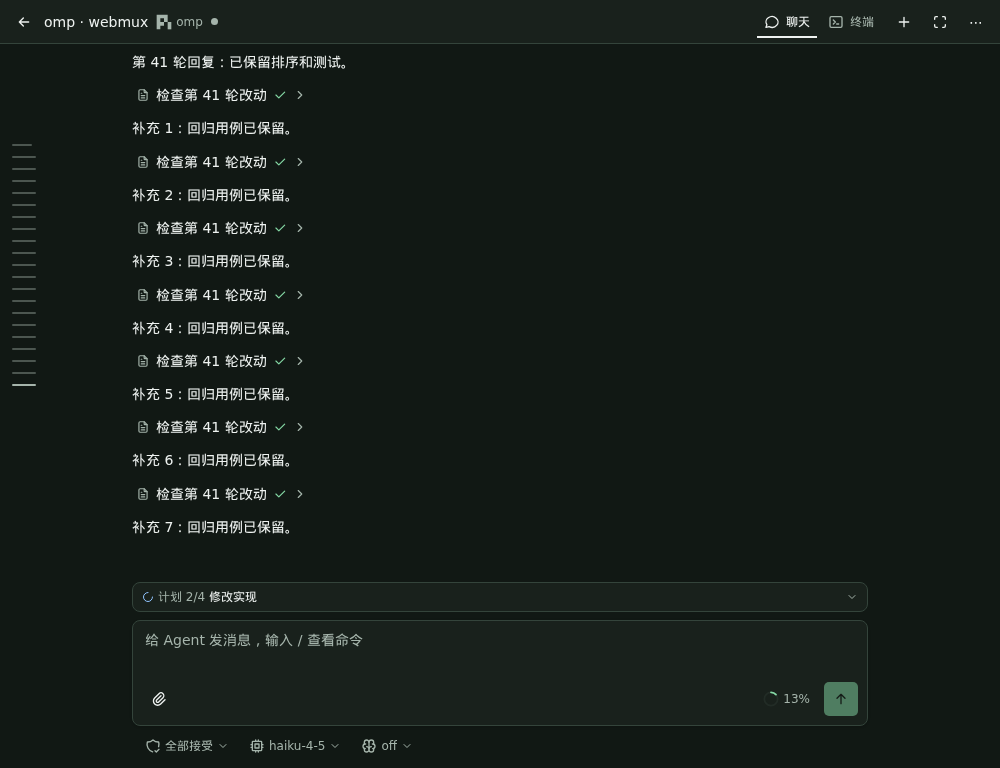 omp · webmux omp 聊天 终端
第 41 轮回复：已保留排序和测试。
检查第 41 轮改动
补充 1：回归用例已保留。
检查第 41 轮改动
补充 2：回归用例已保留。
检查第 41 轮改动
补充 3：回归用例已保留。
检查第 41 轮改动
补充 4：回归用例已保留。
检查第 41 轮改动
补充 5：回归用例已保留。
检查第 41 轮改动
补充 6：回归用例已保留。
检查第 41 轮改动
补充 7：回归用例已保留。
计划 2/4 修改实现
给 Agent 发消息，输入 / 查看命令
13%
全部接受 haiku-4-5 off